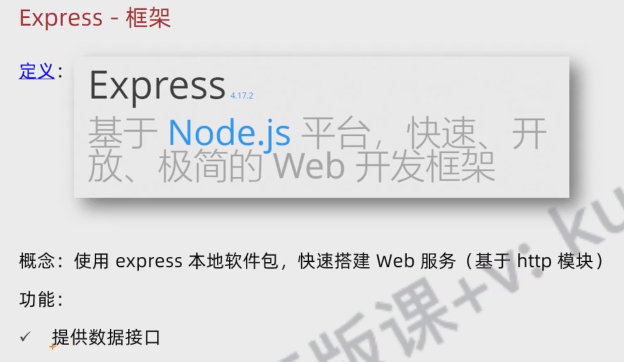 Express - 框架
定义：
Express 4.17.2
基于 Node.js 平台，快速、开
放、极简的 Web 开发框架
概念：使用 express 本地软件包，快速搭建 Web 服务（基于 http 模块）
功能：
✓ 提供数据接口
版课+v: ku